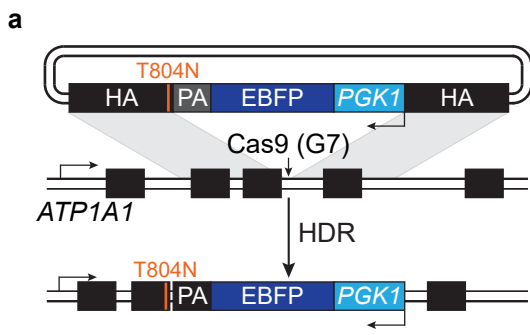 a
T804N
HA PA EBFP PGK1 HA
Cas9 (G7)
ATP1A1
HDR
T804N
PA EBFP PGK1